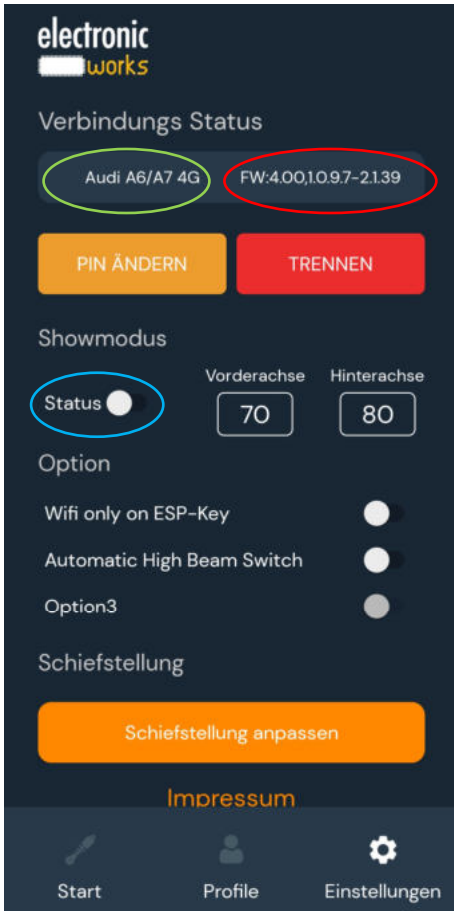 electronic
works
Verbindungs Status
Audi A6/A7 4G FW:4.00,1.0.9.7-2.1.39
PIN ÄNDERN TRENNEN
Showmodus
Vorderachse Hinterachse
Status 70 80
Option
Wifi only on ESP-Key
Automatic High Beam Switch
Option3
Schiefstellung
Schiefstellung anpassen
Impressum
Start Profile Einstellungen